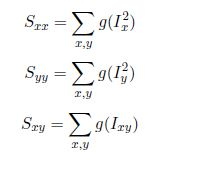 S_{xx} = \sum_{x,y} g(I_x^2)
S_{yy} = \sum_{x,y} g(I_y^2)
S_{xy} = \sum_{x,y} g(I_{xy})